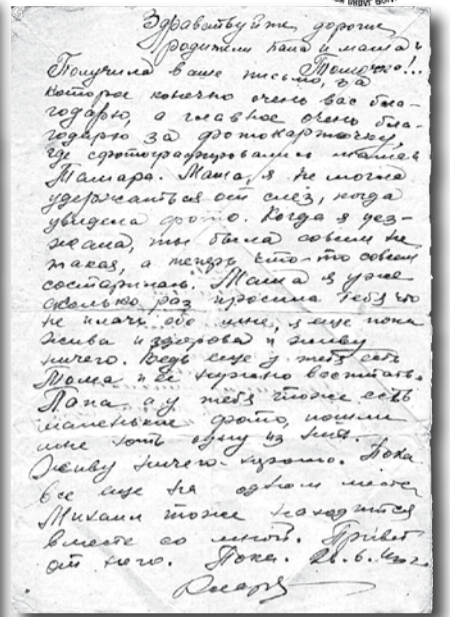 Здравствуйте дорогие
родители папа и мама и
Получила ваше письмо, за Томочка!..
которое конечно очень вас бла-
годарю, а главное очень бла-
годарю за фотокарточку,
где сфотографировались мама и
Тамара. Мама, я не могла
удержаться от слёз, когда
увидела фото. Когда я уез-
жала, ты была совсем не
такая, а теперь что-то совсем
состарилась. Мама я уже
сколько раз просила тебя что
не плачь обо мне, я еще пока
жива и здорова и живу
ничего. Ведь еще у тебя есть
Тома и её нужно воспитать.
Папа а у тебя тоже есть
маленькие фото, пошли
мне хоть одну из них.
Живу ничего хорошо. Пока
все еще на одном месте
Михаил тоже находится
вместе со мной. Привет
от него. Пока. 28.6.